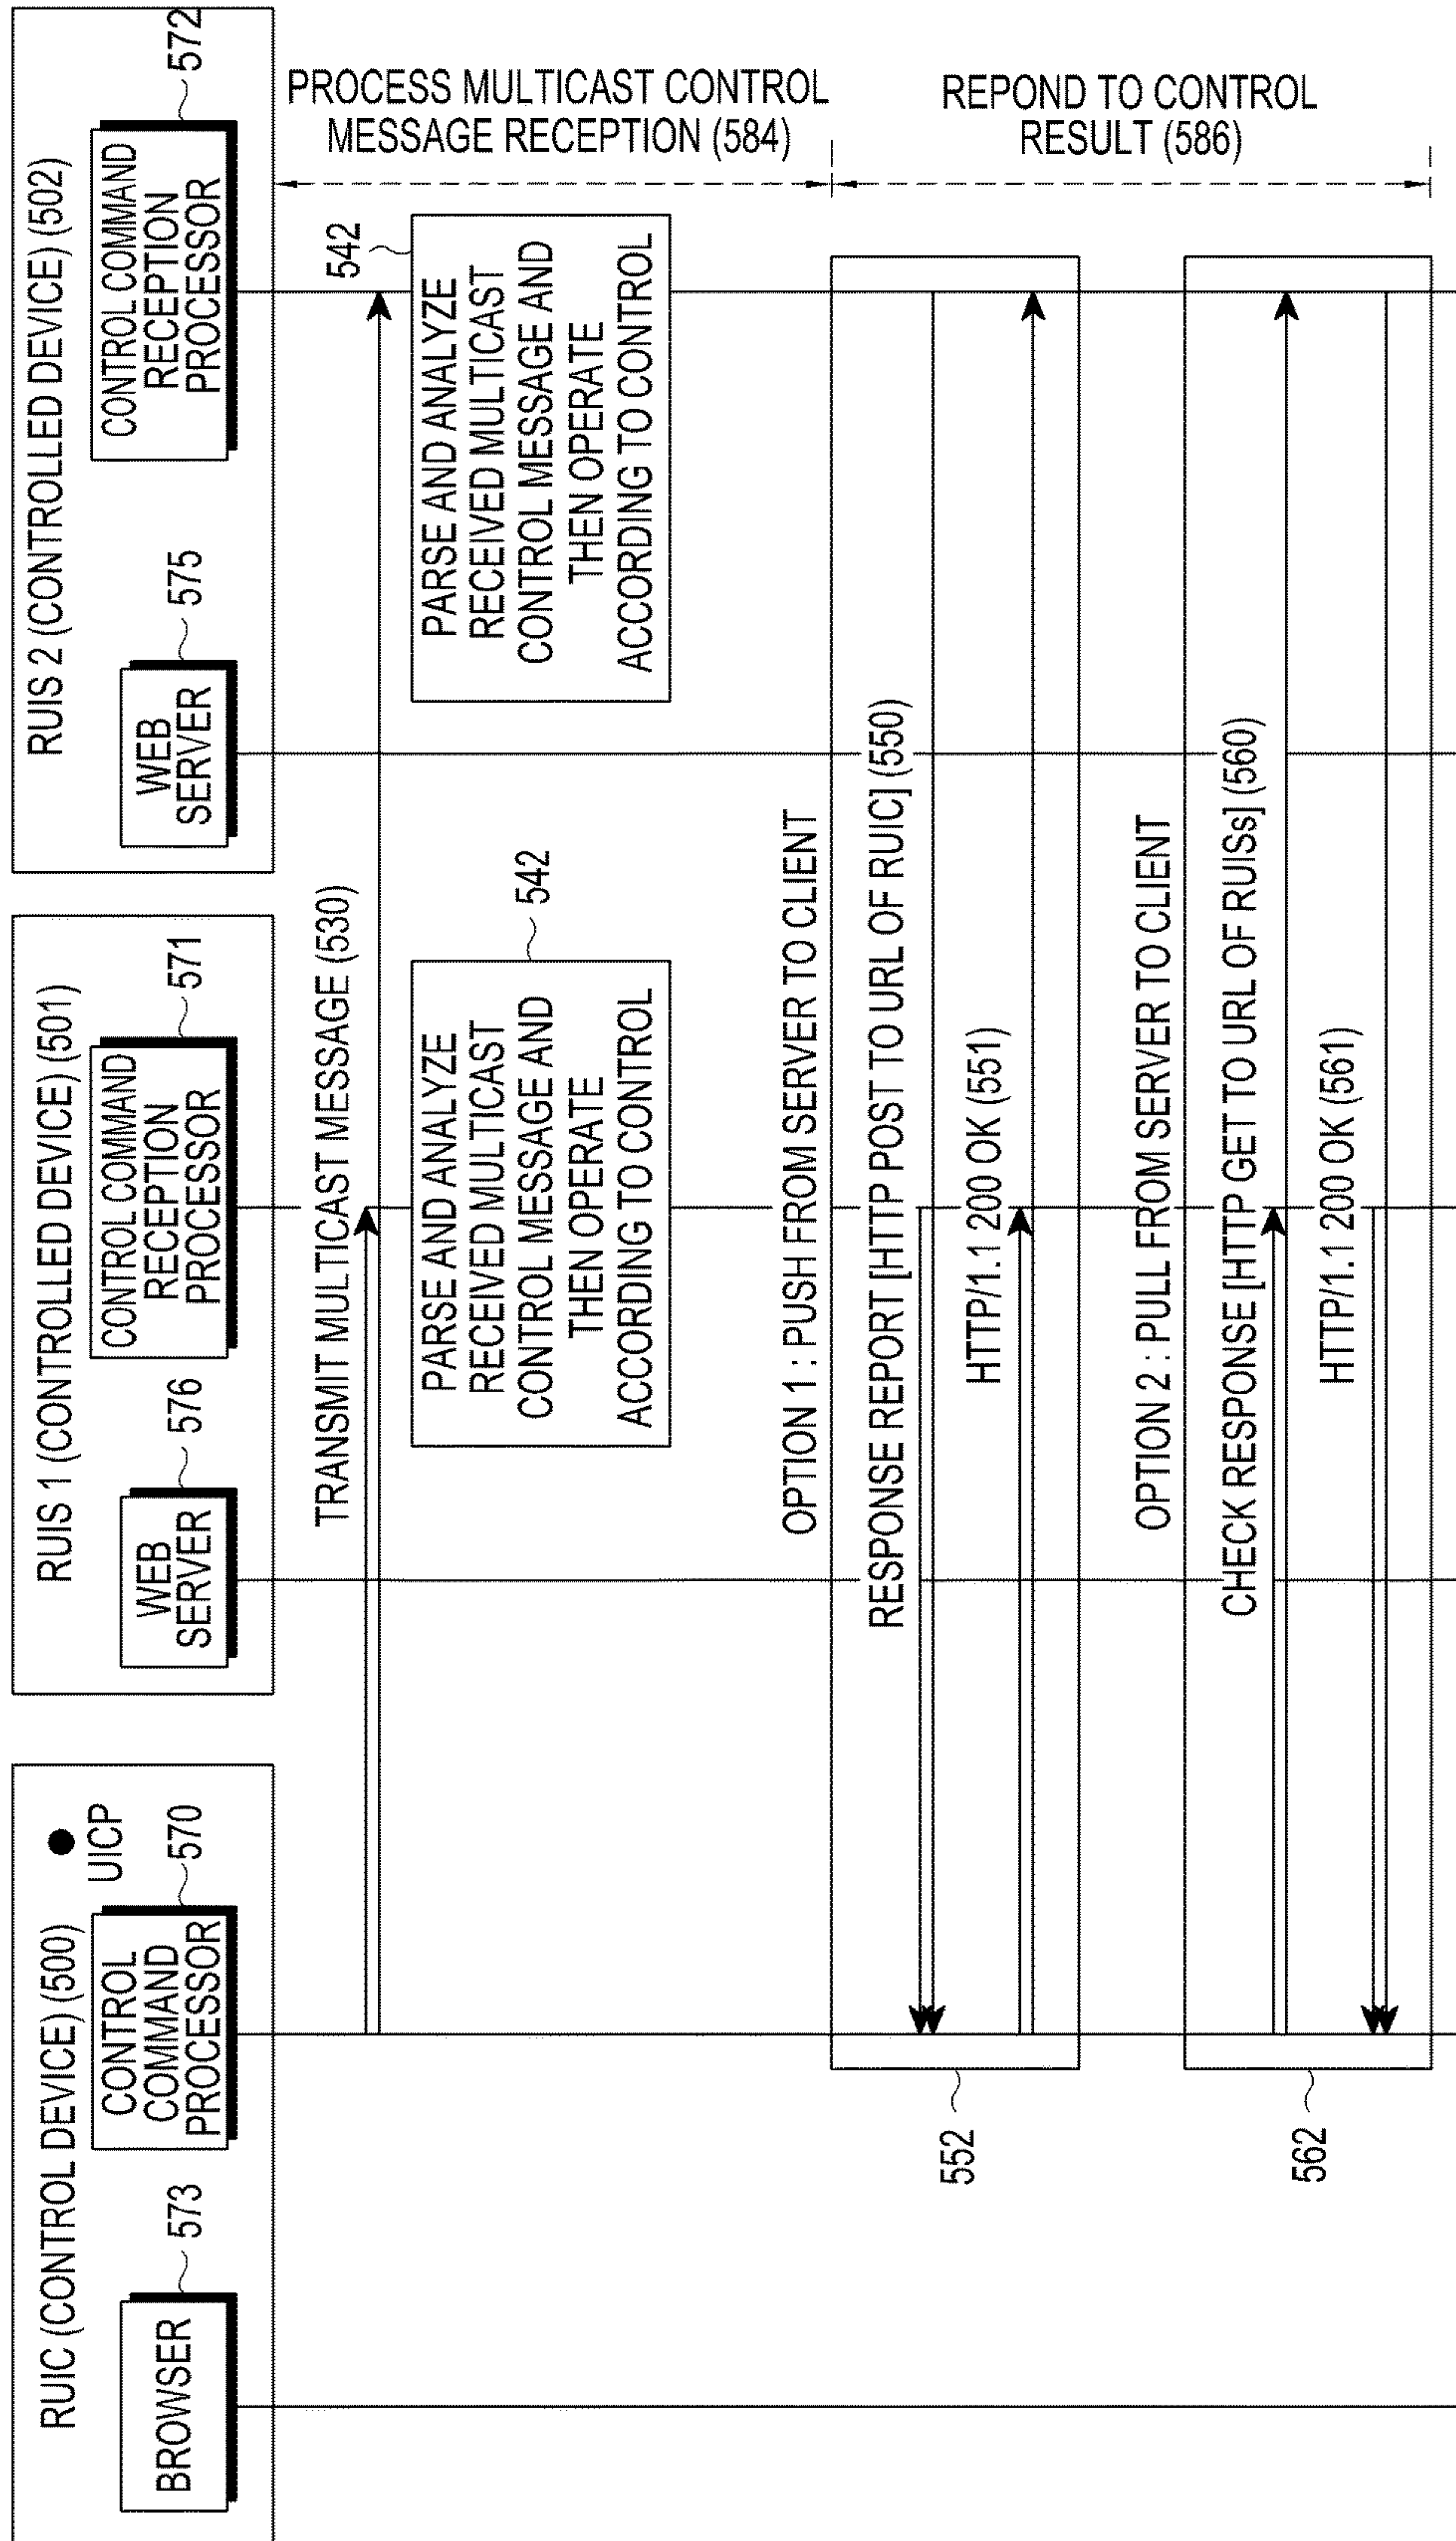 RUIC (CONTROL DEVICE) (500)
UICP
BROWSER
573
CONTROL
COMMAND
PROCESSOR
570
RUIS 1 (CONTROLLED DEVICE) (501)
WEB
SERVER
576
CONTROL COMMAND
RECEPTION
PROCESSOR
571
RUIS 2 (CONTROLLED DEVICE) (502)
WEB
SERVER
575
CONTROL COMMAND
RECEPTION
PROCESSOR
572
PROCESS MULTICAST CONTROL
MESSAGE RECEPTION (584)
TRANSMIT MULTICAST MESSAGE (530)
PARSE AND ANALYZE
RECEIVED MULTICAST
CONTROL MESSAGE AND
THEN OPERATE
ACCORDING TO CONTROL
542
PARSE AND ANALYZE
RECEIVED MULTICAST
CONTROL MESSAGE AND
THEN OPERATE
ACCORDING TO CONTROL
542
REPOND TO CONTROL
RESULT (586)
OPTION 1 : PUSH FROM SERVER TO CLIENT
RESPONSE REPORT [HTTP POST TO URL OF RUIC] (550)
HTTP/1.1 200 OK (551)
552
OPTION 2 : PULL FROM SERVER TO CLIENT
CHECK RESPONSE [HTTP GET TO URL OF RUISs] (560)
HTTP/1.1 200 OK (561)
562